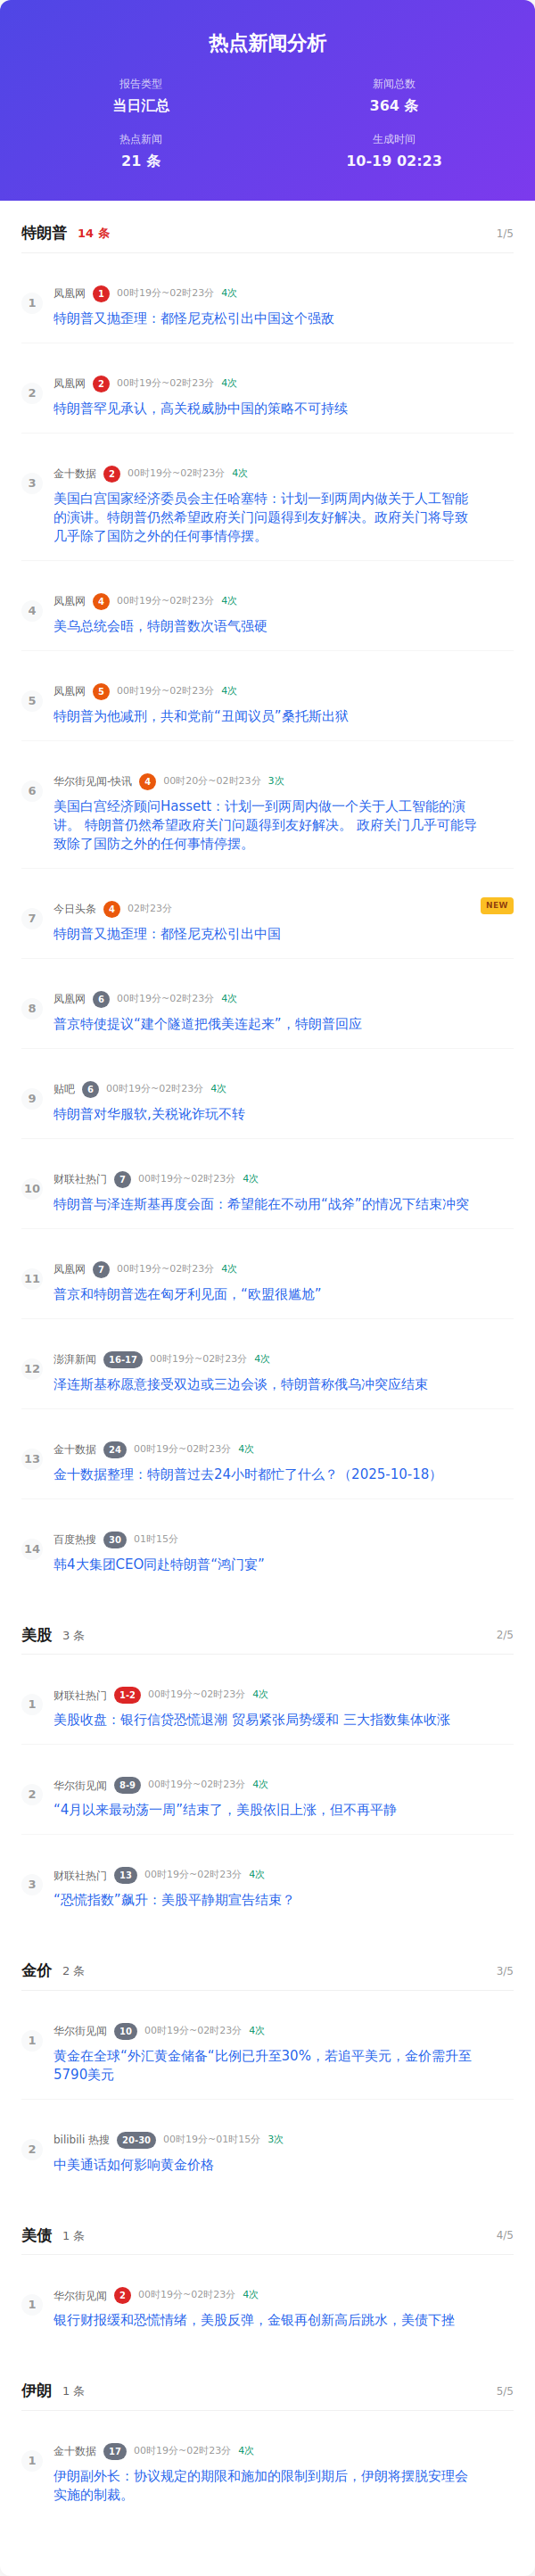 热点新闻分析
报告类型
新闻总数
当日汇总
364 条
热点新闻
生成时间
21 条
10-19 02:23
特朗普 14 条 1/5
1 凤凰网 1 00时19分~02时23分 4次
特朗普又抛歪理：都怪尼克松引出中国这个强敌
2 凤凰网 2 00时19分~02时23分 4次
特朗普罕见承认，高关税威胁中国的策略不可持续
3 金十数据 2 00时19分~02时23分 4次
美国白宫国家经济委员会主任哈塞特：计划一到两周内做关于人工智能
的演讲。特朗普仍然希望政府关门问题得到友好解决。政府关门将导致
几乎除了国防之外的任何事情停摆。
4 凤凰网 4 00时19分~02时23分 4次
美乌总统会晤，特朗普数次语气强硬
5 凤凰网 5 00时19分~02时23分 4次
特朗普为他减刑，共和党前“丑闻议员”桑托斯出狱
6 华尔街见闻-快讯 4 00时20分~02时23分 3次
美国白宫经济顾问Hassett：计划一到两周内做一个关于人工智能的演
讲。 特朗普仍然希望政府关门问题得到友好解决。 政府关门几乎可能导
致除了国防之外的任何事情停摆。
7 今日头条 4 02时23分 NEW
特朗普又抛歪理：都怪尼克松引出中国
8 凤凰网 6 00时19分~02时23分 4次
普京特使提议“建个隧道把俄美连起来”，特朗普回应
9 贴吧 6 00时19分~02时23分 4次
特朗普对华服软,关税讹诈玩不转
10 财联社热门 7 00时19分~02时23分 4次
特朗普与泽连斯基再度会面：希望能在不动用“战斧”的情况下结束冲突
11 凤凰网 7 00时19分~02时23分 4次
普京和特朗普选在匈牙利见面，“欧盟很尴尬”
12 澎湃新闻 16-17 00时19分~02时23分 4次
泽连斯基称愿意接受双边或三边会谈，特朗普称俄乌冲突应结束
13 金十数据 24 00时19分~02时23分 4次
金十数据整理：特朗普过去24小时都忙了什么？（2025-10-18）
14 百度热搜 30 01时15分
韩4大集团CEO同赴特朗普“鸿门宴”
美股 3 条 2/5
1 财联社热门 1-2 00时19分~02时23分 4次
美股收盘：银行信贷恐慌退潮 贸易紧张局势缓和 三大指数集体收涨
2 华尔街见闻 8-9 00时19分~02时23分 4次
“4月以来最动荡一周”结束了，美股依旧上涨，但不再平静
3 财联社热门 13 00时19分~02时23分 4次
“恐慌指数”飙升：美股平静期宣告结束？
金价 2 条 3/5
1 华尔街见闻 10 00时19分~02时23分 4次
黄金在全球“外汇黄金储备“比例已升至30%，若追平美元，金价需升至
5790美元
2 bilibili 热搜 20-30 00时19分~01时15分 3次
中美通话如何影响黄金价格
美债 1 条 4/5
1 华尔街见闻 2 00时19分~02时23分 4次
银行财报缓和恐慌情绪，美股反弹，金银再创新高后跳水，美债下挫
伊朗 1 条 5/5
1 金十数据 17 00时19分~02时23分 4次
伊朗副外长：协议规定的期限和施加的限制到期后，伊朗将摆脱安理会
实施的制裁。